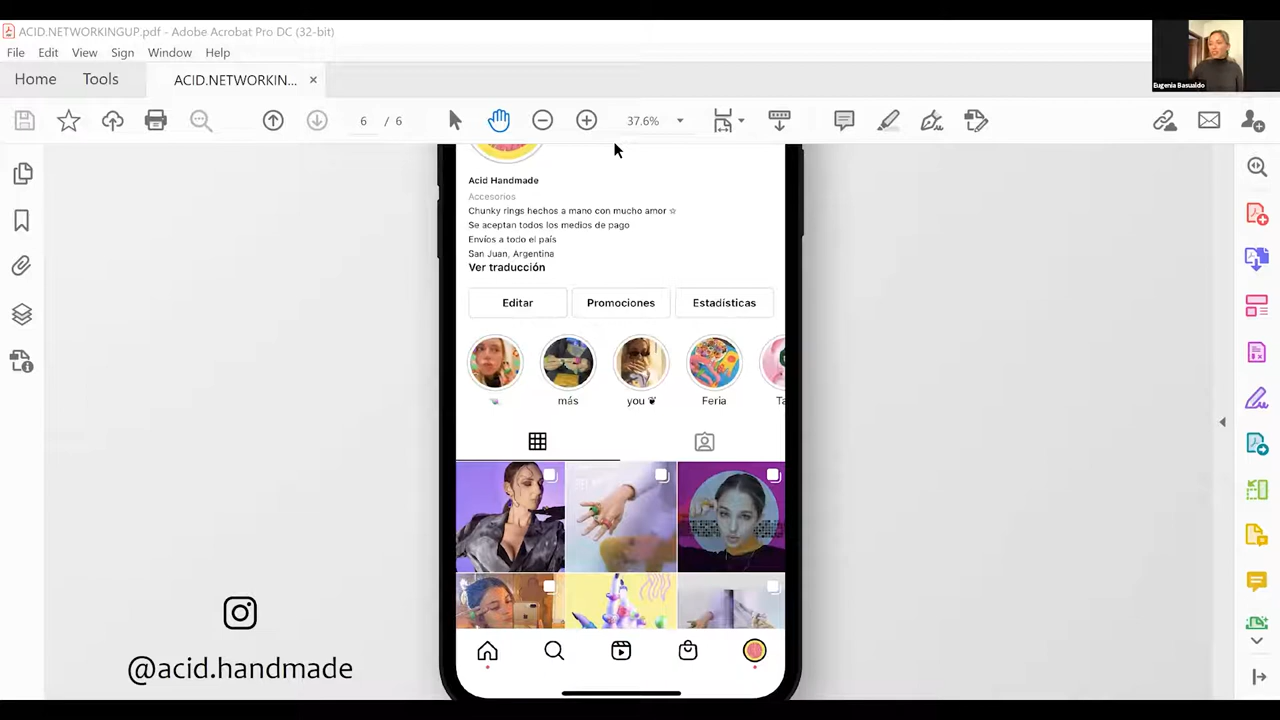 ACID.NETWORKINGUP.pdf - Adobe Acrobat Pro DC (32-bit)
File Edit View Sign Window Help
Home Tools ACID.NETWORKIN... ×
6 / 6 37.6%
Eugenia Basualdo
Acid Handmade
Accesorios
Chunky rings hechos a mano con mucho amor ☆
Se aceptan todos los medios de pago
Envíos a todo el país
San Juan, Argentina
Ver traducción
Editar Promociones Estadísticas
más you ❦ Feria Ta
@acid.handmade